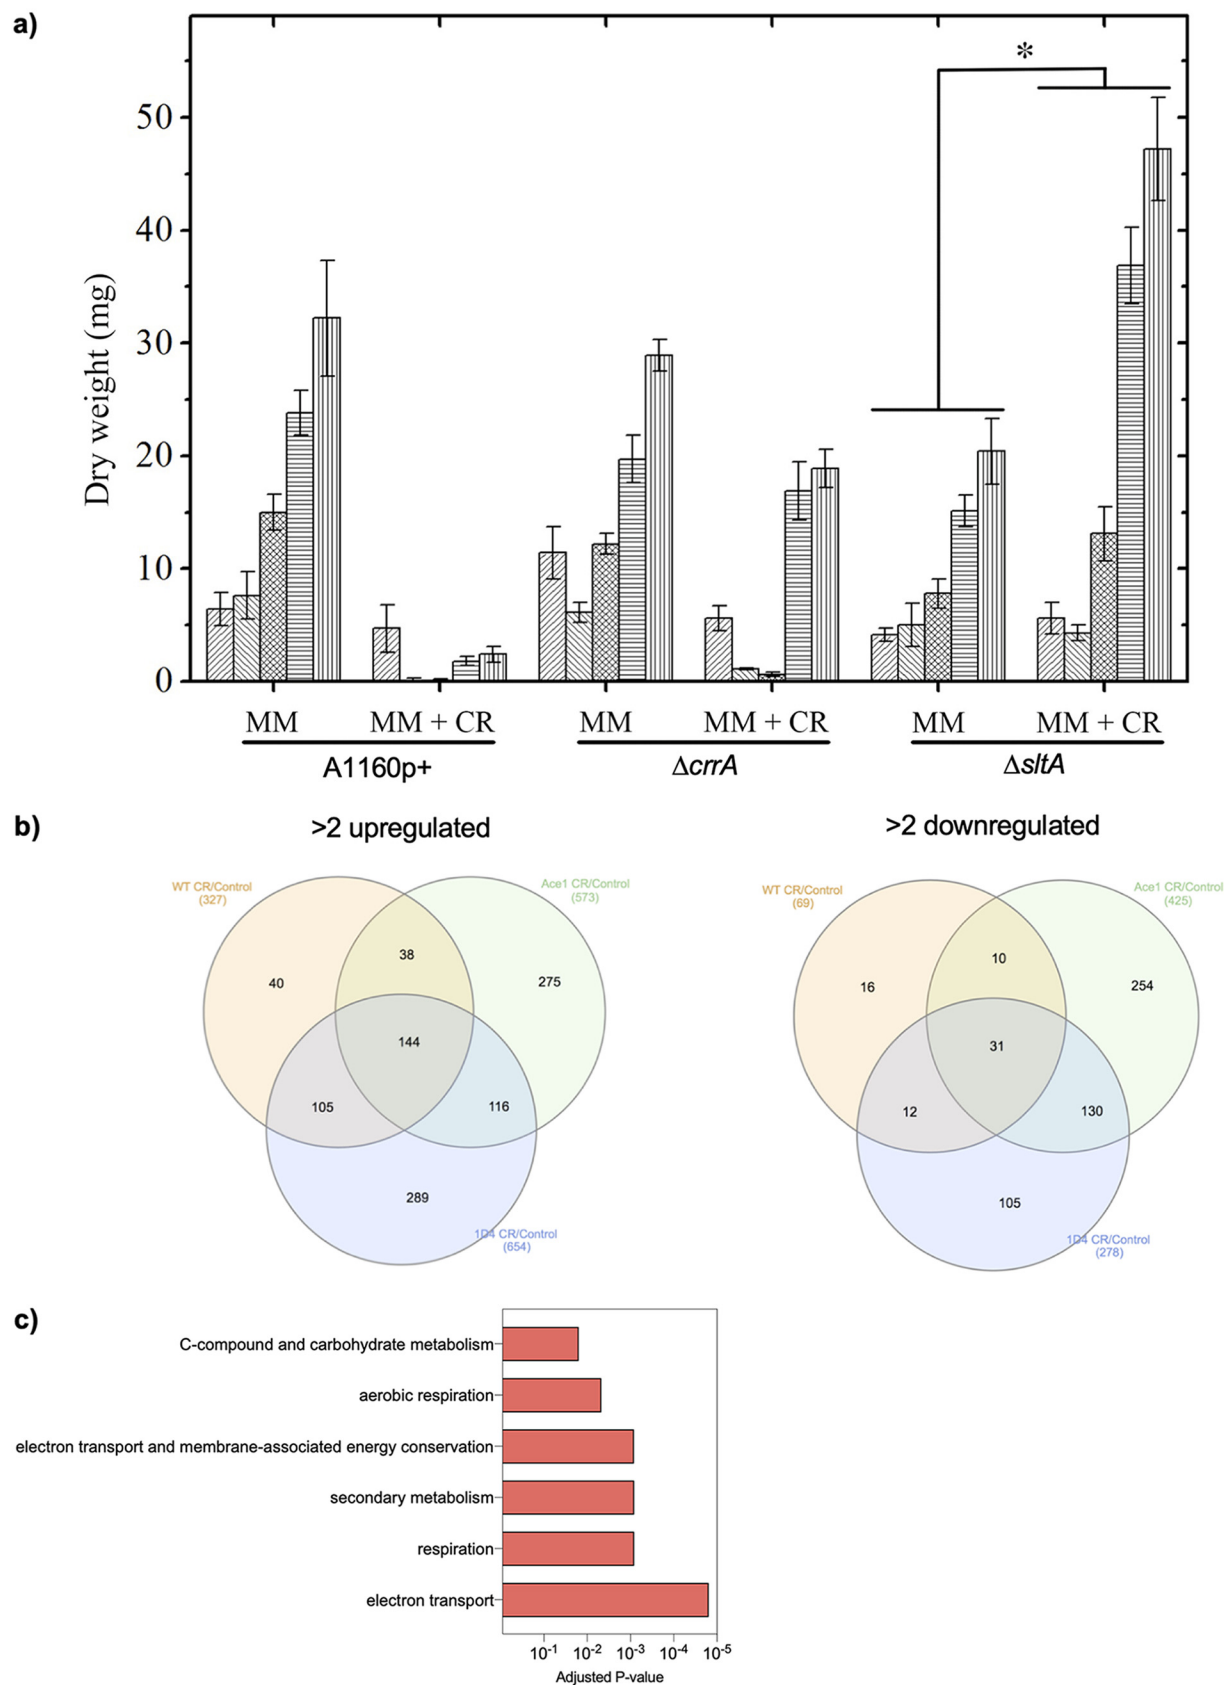 a)
*
50
40
30
20
10
0
Dry weight (mg)
MM MM + CR MM MM + CR MM MM + CR
A1160p+ ΔcrrA ΔsltA
b)
>2 upregulated >2 downregulated
WT CR/Control
(327)
Ace1 CR/Control
(573)
38
40
275
144
105
116
289
1D4 CR/Control
(654)
WT CR/Control
(69)
Ace1 CR/Control
(425)
10
16
254
31
12
130
105
1D4 CR/Control
(278)
c)
C-compound and carbohydrate metabolism
aerobic respiration
electron transport and membrane-associated energy conservation
secondary metabolism
respiration
electron transport
10-1 10-2 10-3 10-4 10-5
Adjusted P-value